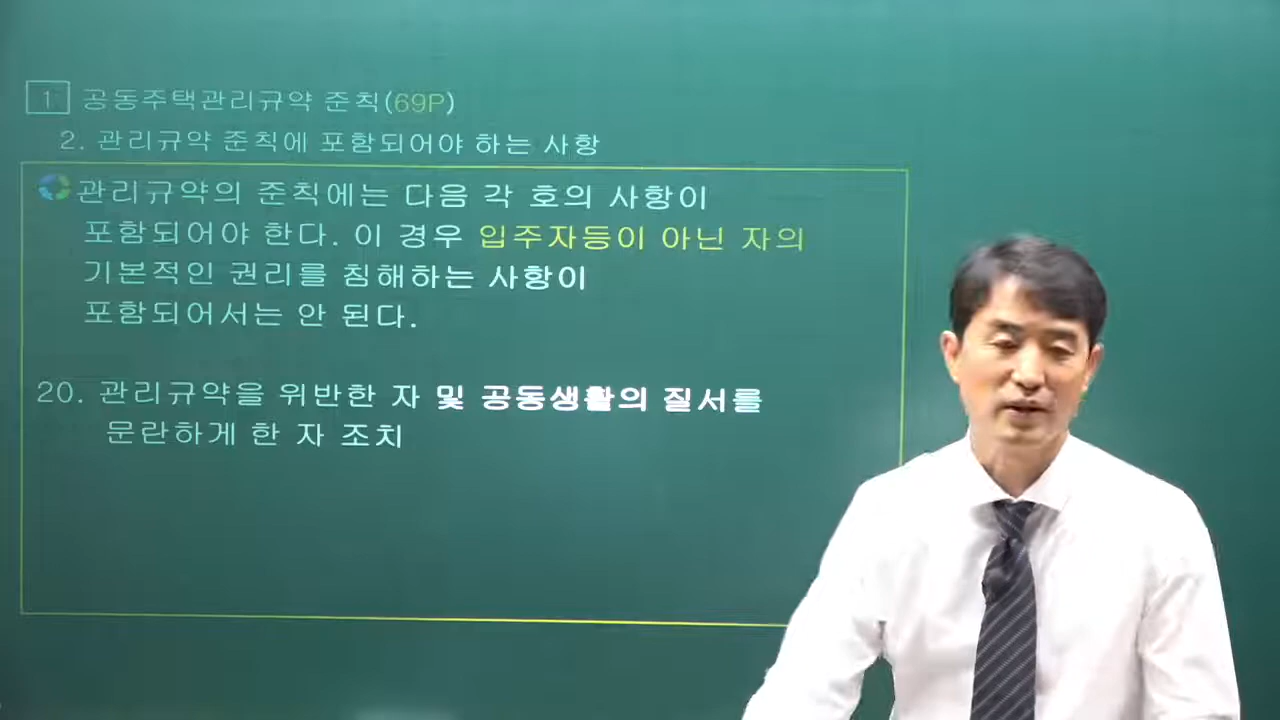 1 공동주택관리규약 준칙(69P)
2. 관리규약 준칙에 포함되어야 하는 사항
관리규약의 준칙에는 다음 각 호의 사항이
포함되어야 한다. 이 경우 입주자등이 아닌 자의
기본적인 권리를 침해하는 사항이
포함되어서는 안 된다.
20. 관리규약을 위반한 자 및 공동생활의 질서를
문란하게 한 자 조치